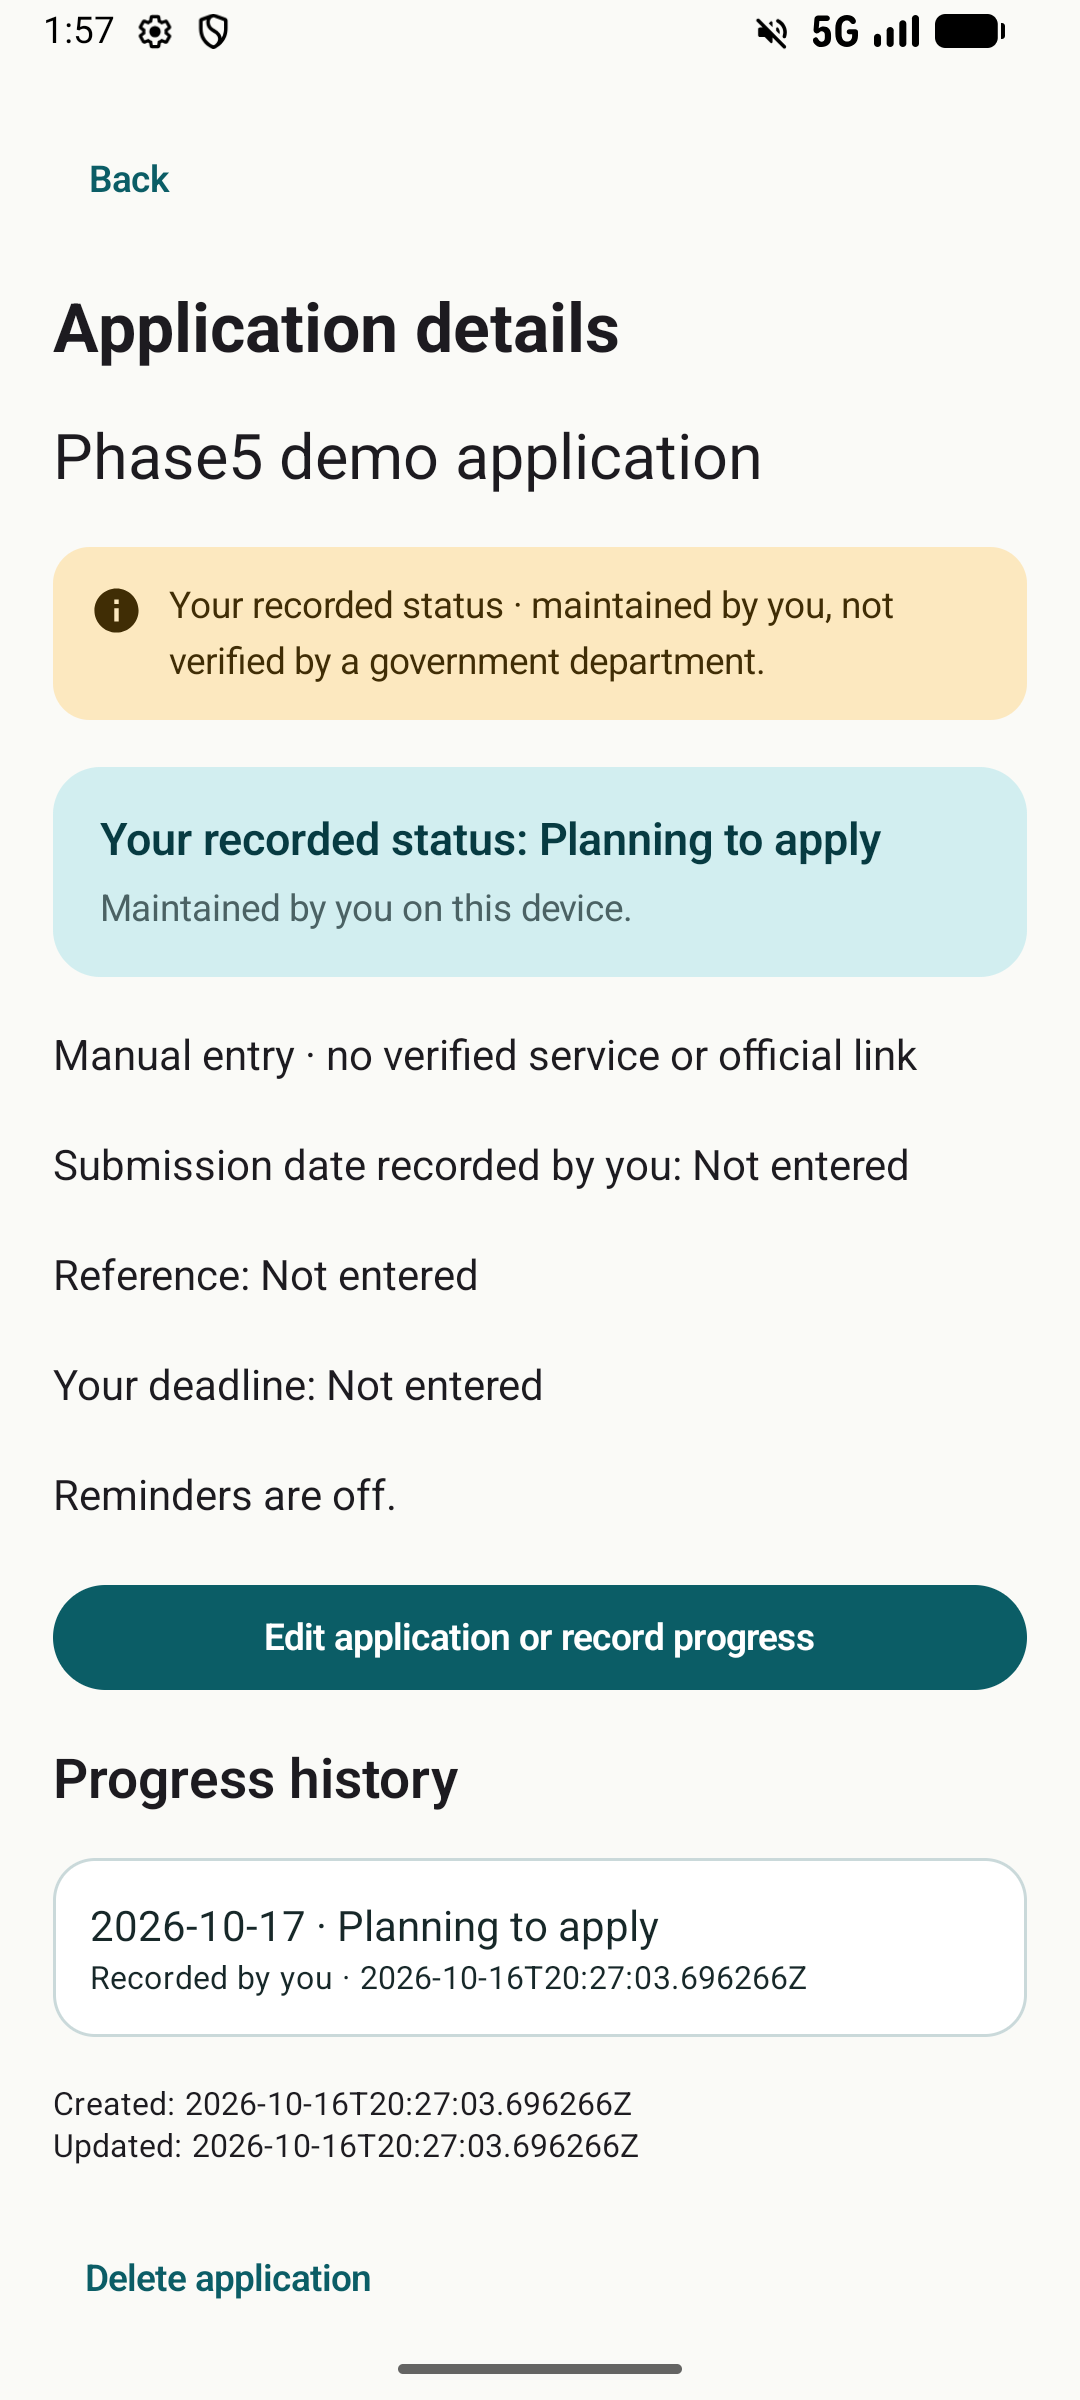 1:57
5G
Back
Application details
Phase5 demo application
Your recorded status · maintained by you, not
verified by a government department.
Your recorded status: Planning to apply
Maintained by you on this device.
Manual entry · no verified service or official link
Submission date recorded by you: Not entered
Reference: Not entered
Your deadline: Not entered
Reminders are off.
Edit application or record progress
Progress history
2026-10-17 · Planning to apply
Recorded by you · 2026-10-16T20:27:03.696266Z
Created: 2026-10-16T20:27:03.696266Z
Updated: 2026-10-16T20:27:03.696266Z
Delete application